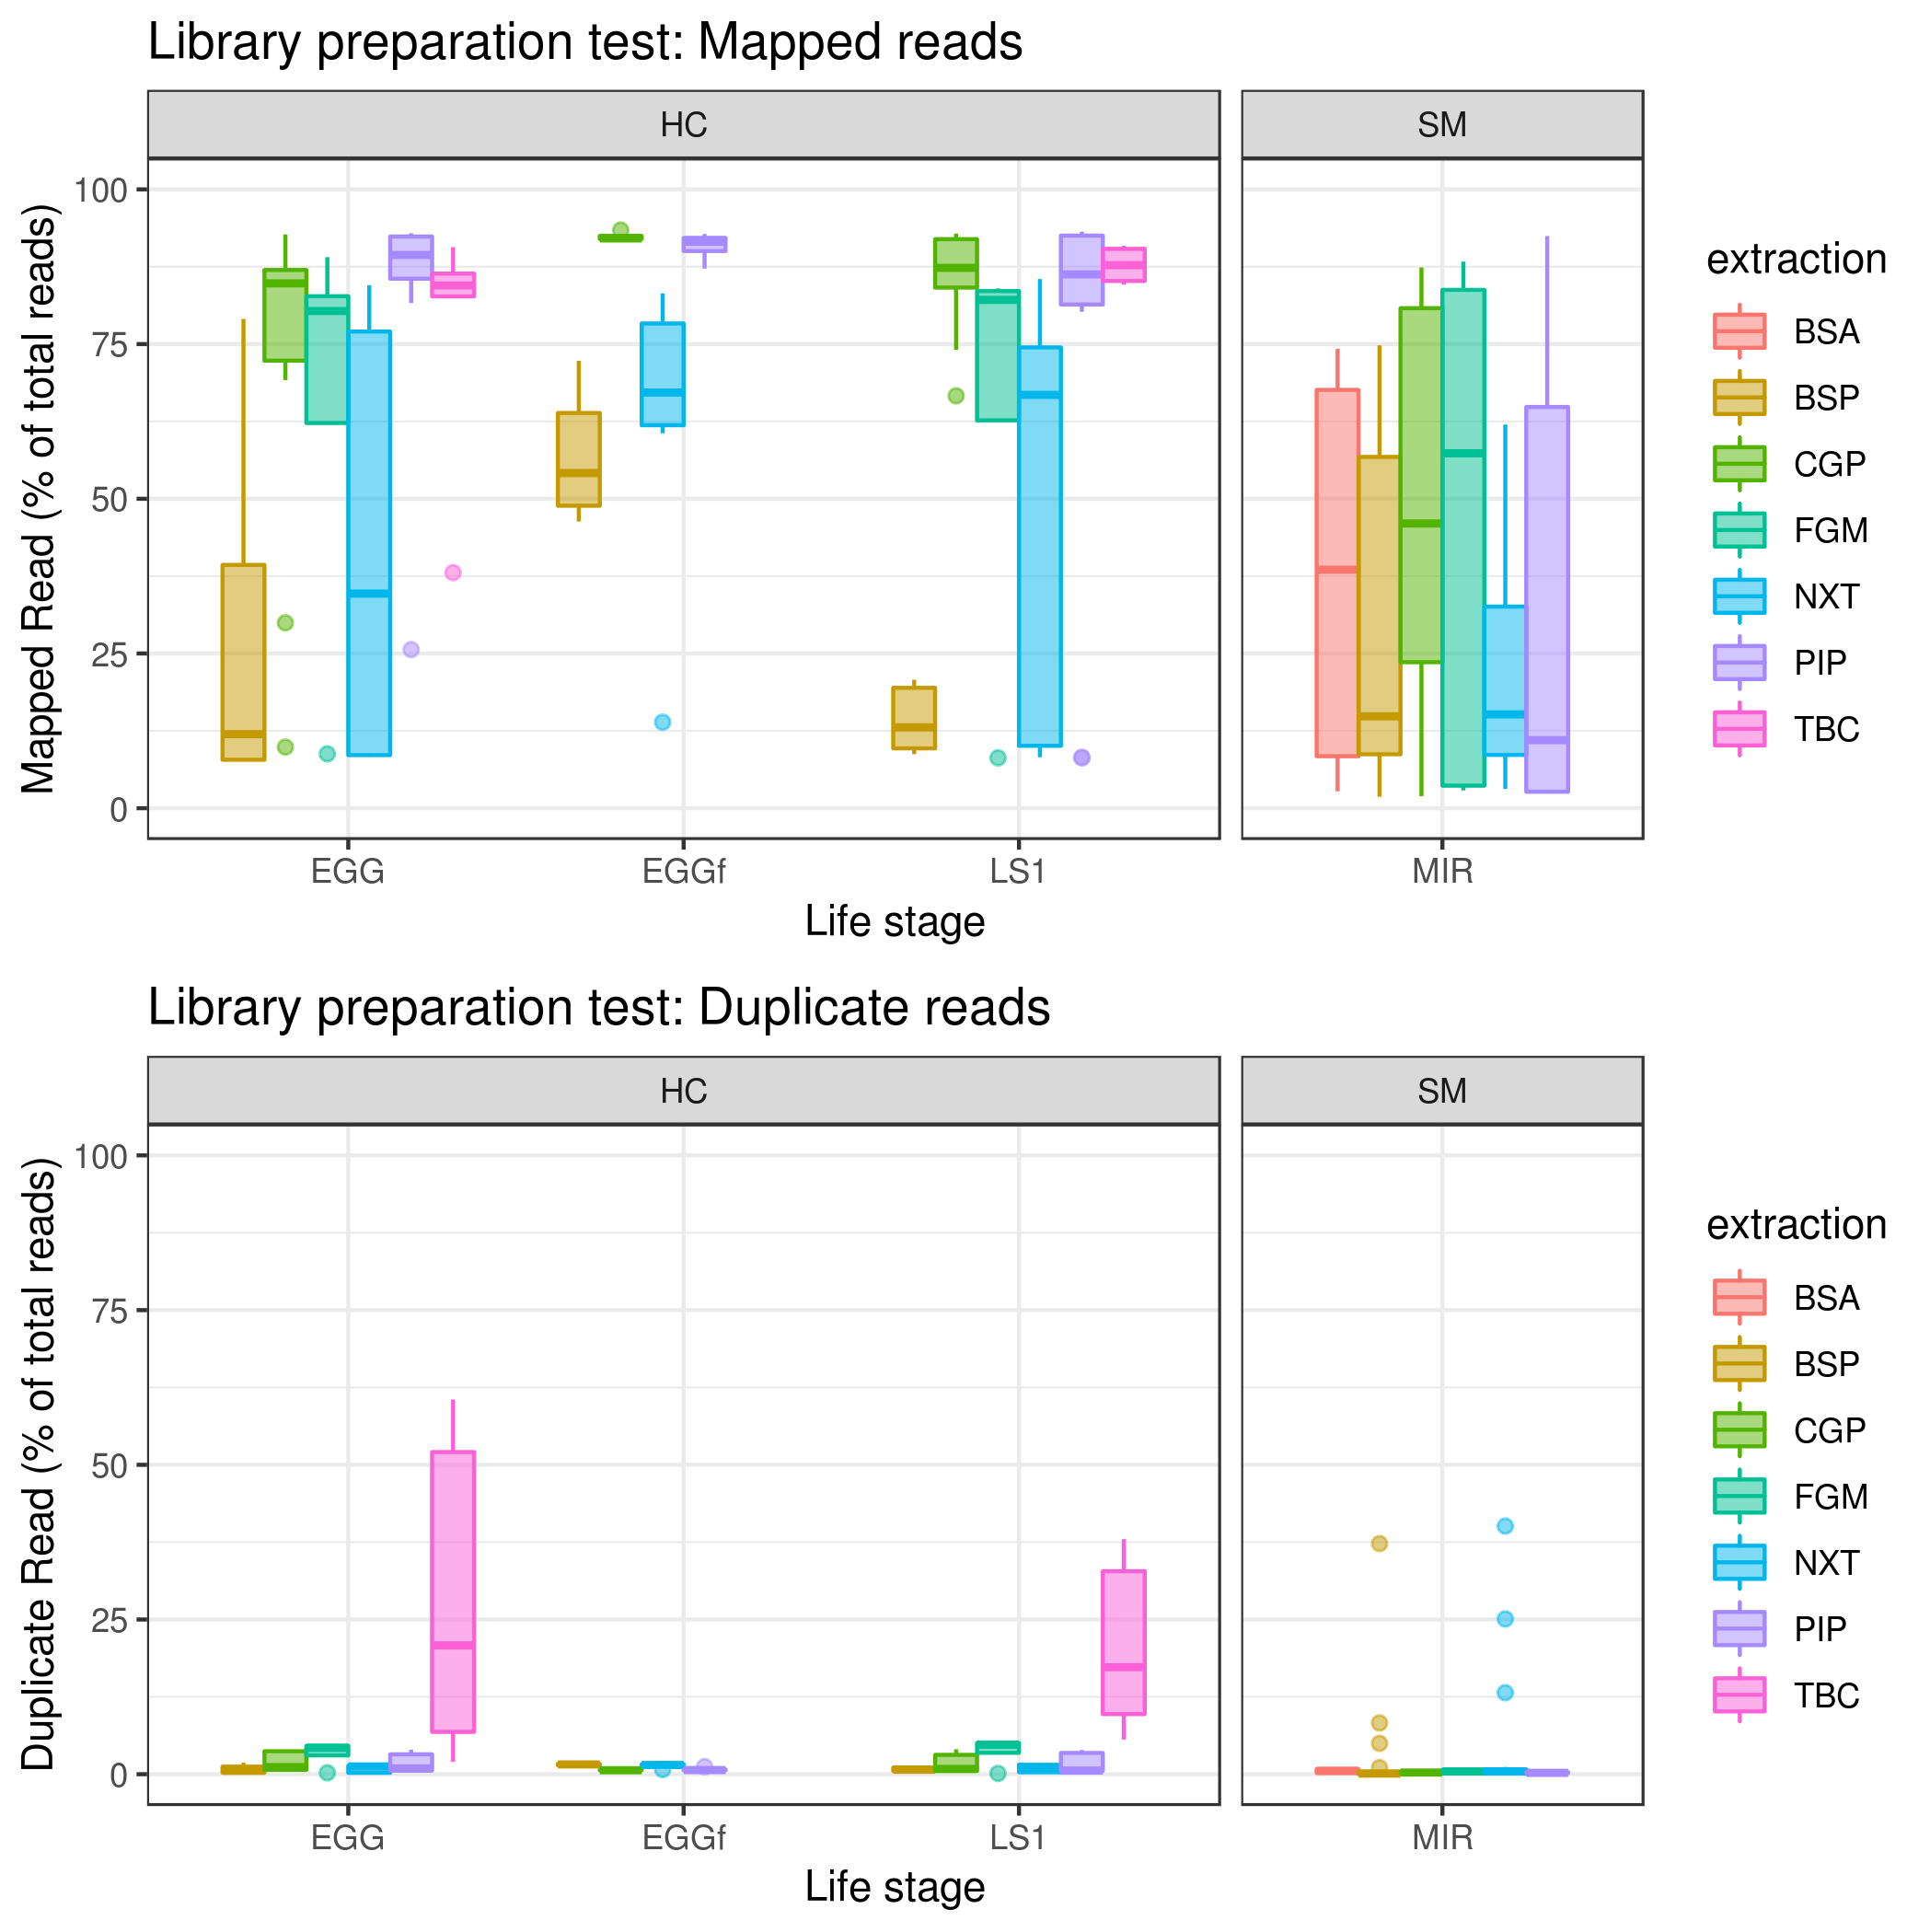 Library preparation test: Mapped reads
HC
SM
Mapped Read (% of total reads)
100
75
50
25
0
EGG
EGGf
LS1
MIR
Life stage
extraction
BSA
BSP
CGP
FGM
NXT
PIP
TBC
Library preparation test: Duplicate reads
HC
SM
Duplicate Read (% of total reads)
100
75
50
25
0
EGG
EGGf
LS1
MIR
Life stage
extraction
BSA
BSP
CGP
FGM
NXT
PIP
TBC